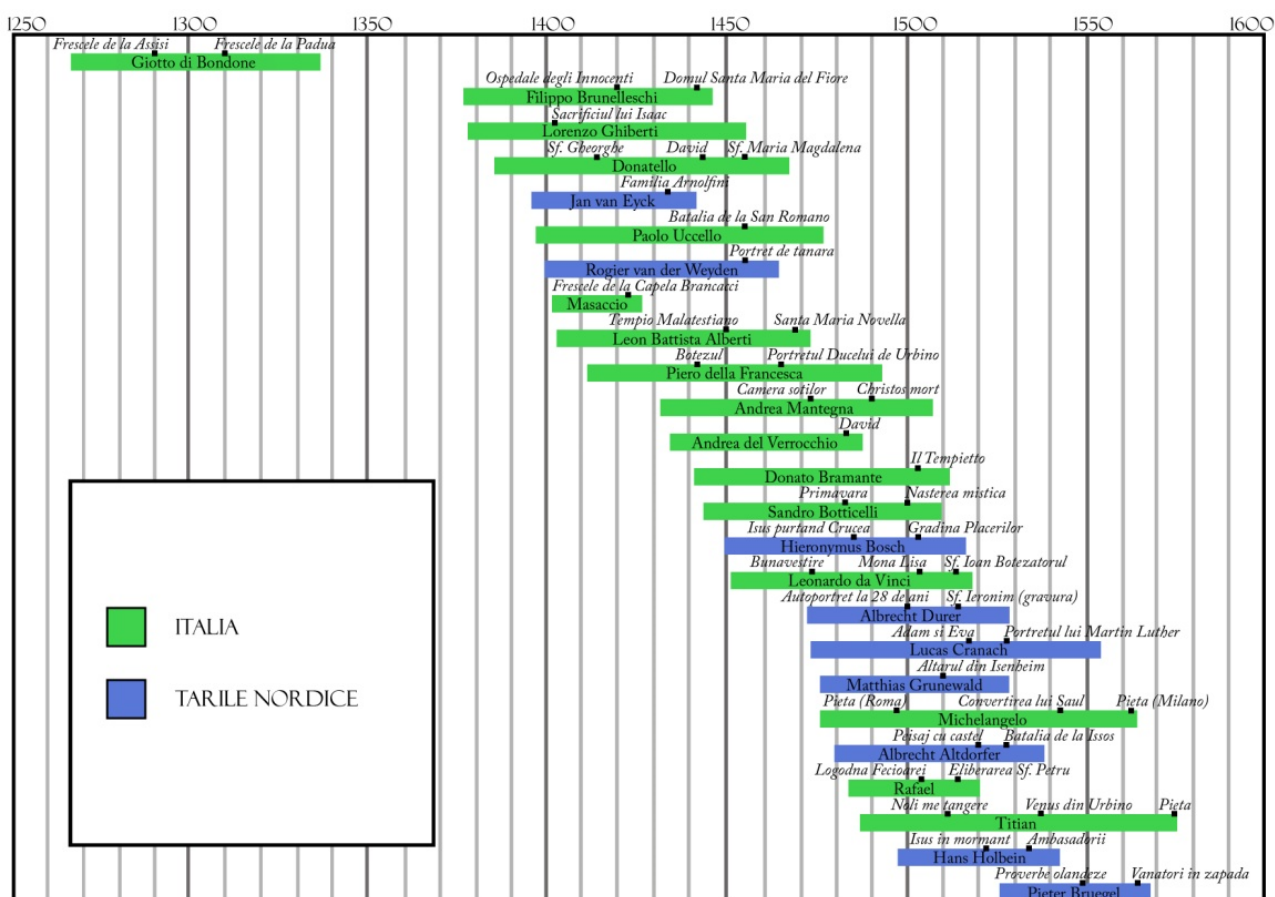 1250 1300 1350 1400 1450 1500 1550 1600
Frescele de la Assisi Frescele de la Padua
Giotto di Bondone
Ospedale degli Innocenti Domul Santa Maria del Fiore
Filippo Brunelleschi
Sacrificiul lui Isaac
Lorenzo Ghiberti
Sf. Gheorghe David Sf. Maria Magdalena
Donatello
Familia Arnolfini
Jan van Eyck
Batalia de la San Romano
Paolo Uccello
Portret de tanara
Rogier van der Weyden
Frescele de la Capela Brancacci
Masaccio
Tempio Malatestiano Santa Maria Novella
Leon Battista Alberti
Botezul Portretul Ducelui de Urbino
Piero della Francesca
Camera sotilor Christos mort
Andrea Mantegna
David
Andrea del Verrocchio
Il Tempietto
Donato Bramante
Primavara Nasterea mistica
Sandro Botticelli
Isus purtand Crucea Gradina Placerilor
Hieronymus Bosch
Bunavestire Mona Lisa Sf. Ioan Botezatorul
Leonardo da Vinci
Autoportret la 28 de ani Sf. Ieronim (gravura)
Albrecht Durer
Adam si Eva Portretul lui Martin Luther
Lucas Cranach
Altarul din Isenheim
Matthias Grunewald
Pieta (Roma) Convertirea lui Saul Pieta (Milano)
Michelangelo
Peisaj cu castel Batalia de la Issos
Albrecht Altdorfer
Logodna Fecioarei Eliberarea Sf. Petru
Rafael
Noli me tangere Venus din Urbino Pieta
Titian
Isus in mormant Ambasadorii
Hans Holbein
Proverbe olandeze Vanatori in zapada
Pieter Bruegel
ITALIA
TARILE NORDICE